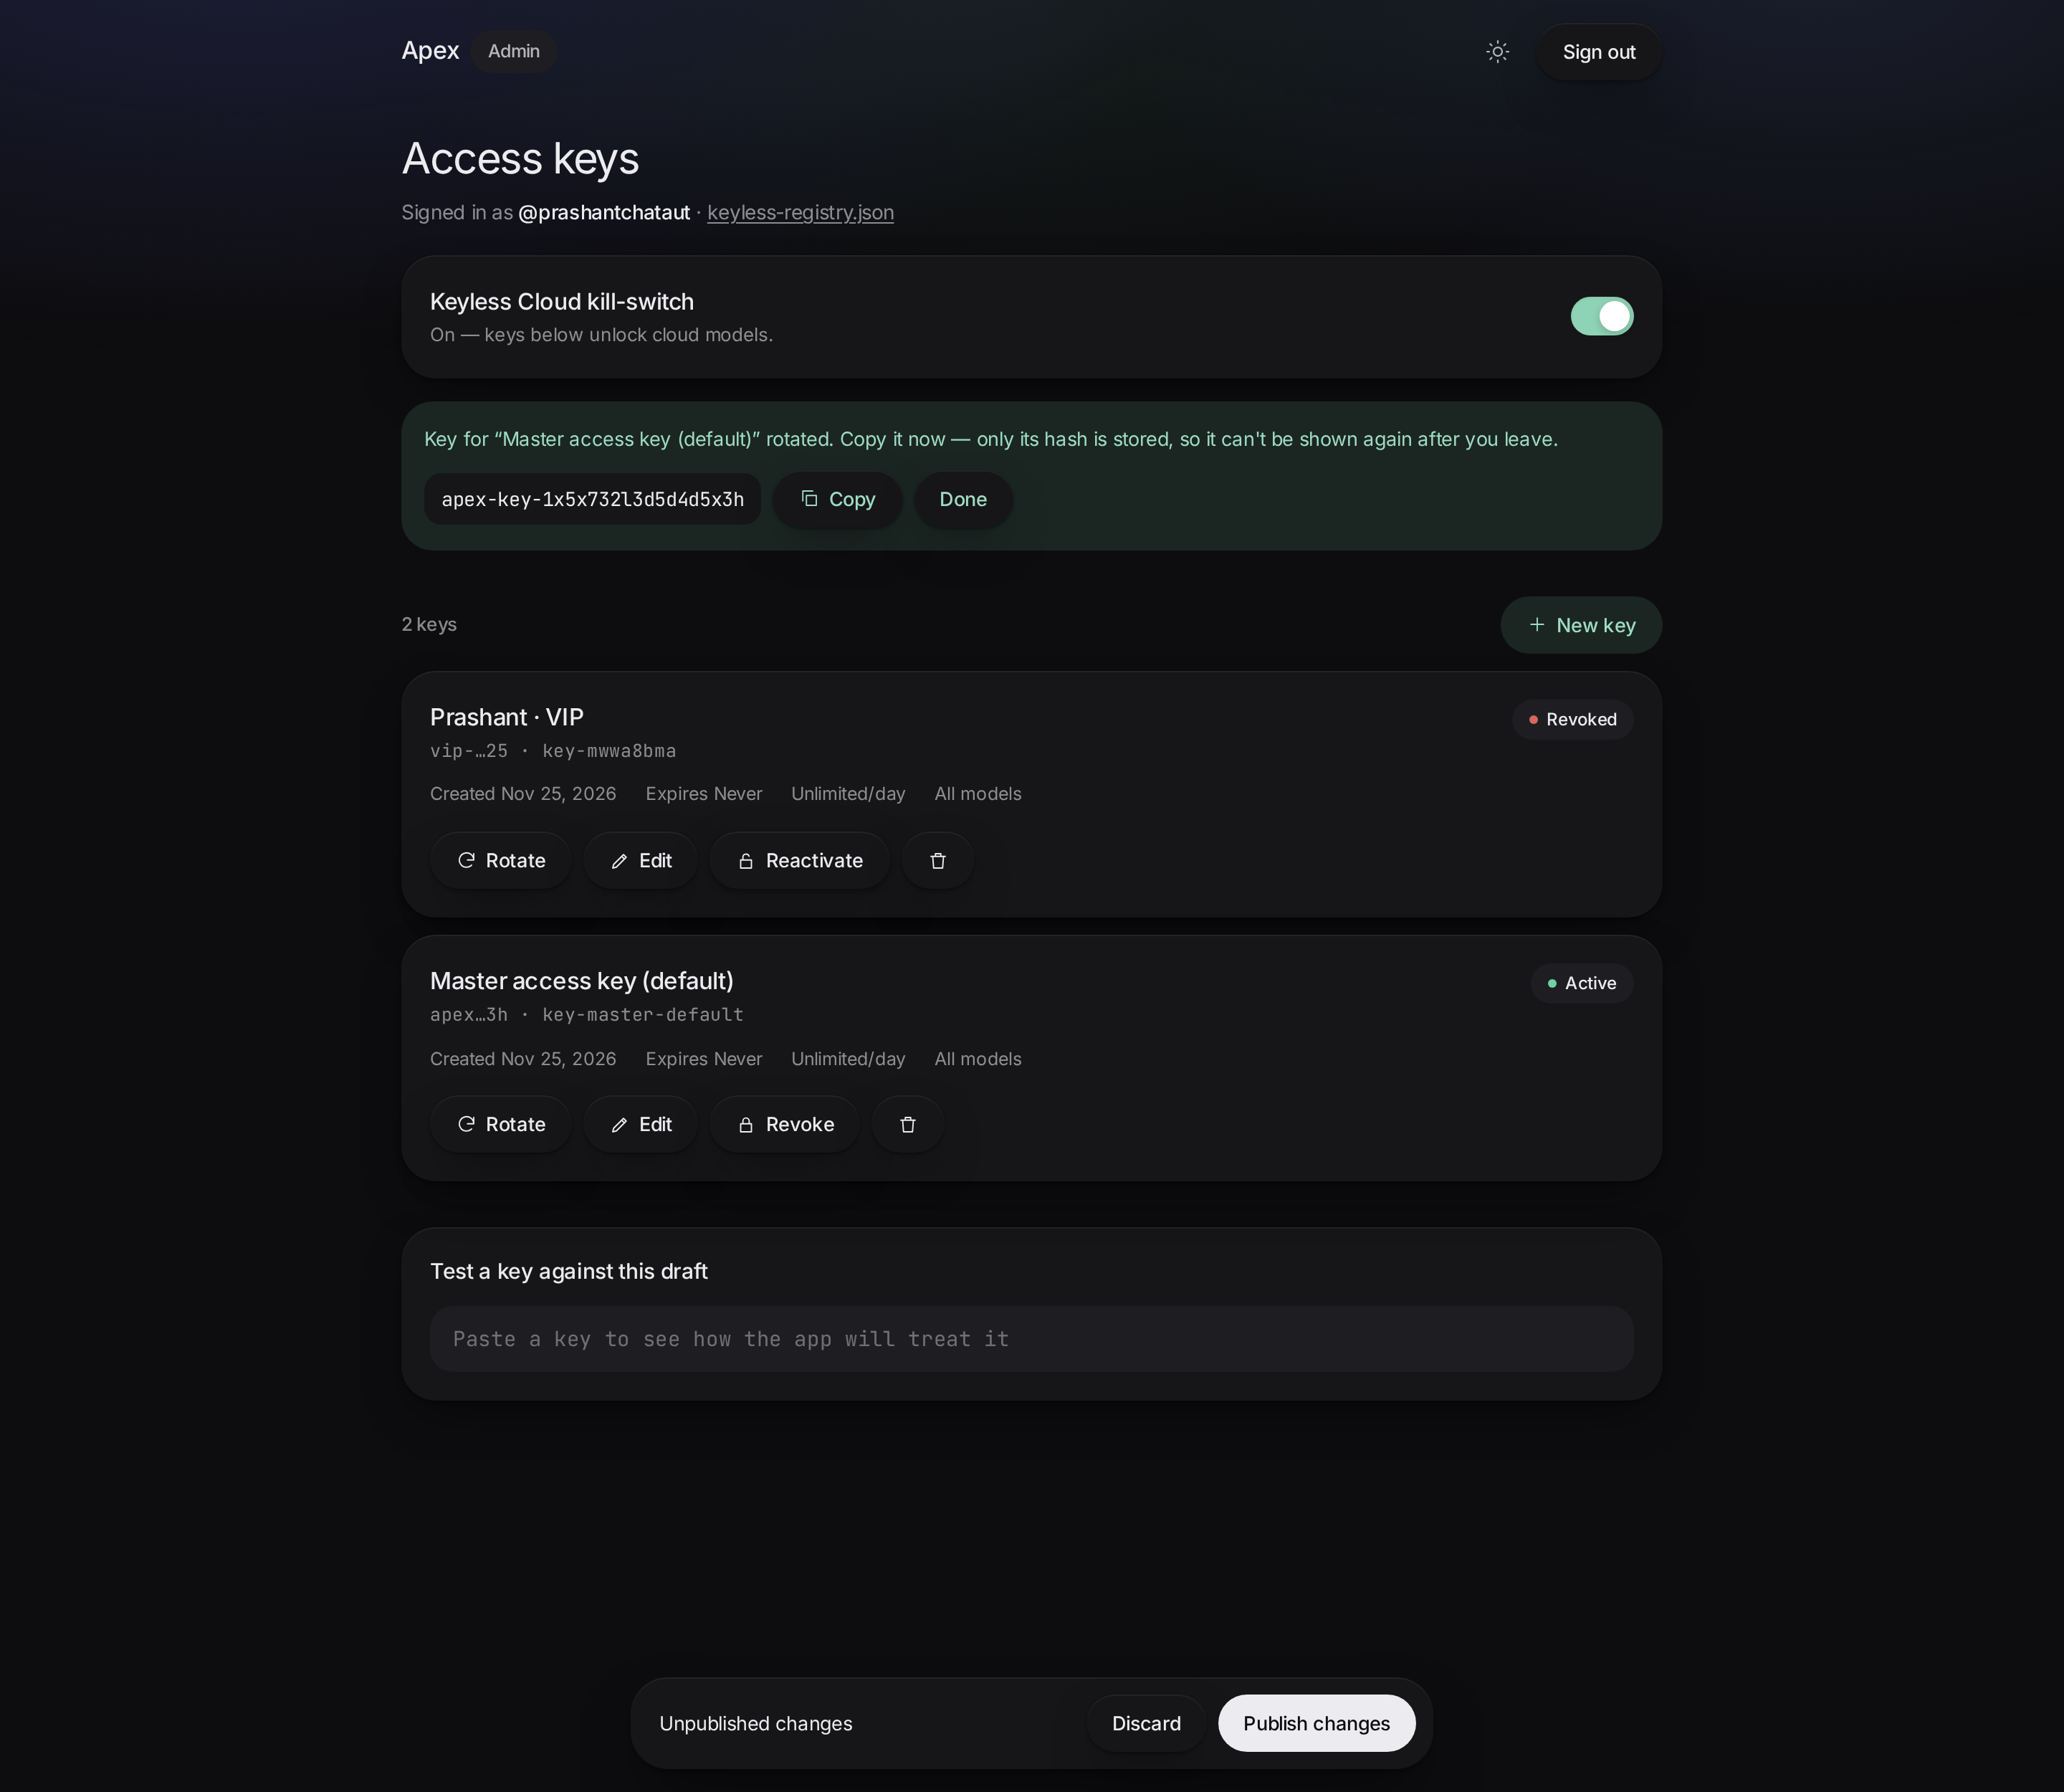 Apex Admin Sign out
Access keys
Signed in as @prashantchataut · keyless-registry.json
Keyless Cloud kill-switch
On — keys below unlock cloud models.
Key for “Master access key (default)” rotated. Copy it now — only its hash is stored, so it can't be shown again after you leave.
apex-key-1x5x732l3d5d4d5x3h Copy Done
2 keys New key
Prashant · VIP Revoked
vip-…25 · key-mwwa8bma
Created Nov 25, 2026 Expires Never Unlimited/day All models
Rotate Edit Reactivate
Master access key (default) Active
apex…3h · key-master-default
Created Nov 25, 2026 Expires Never Unlimited/day All models
Rotate Edit Revoke
Test a key against this draft
Paste a key to see how the app will treat it
Unpublished changes Discard Publish changes